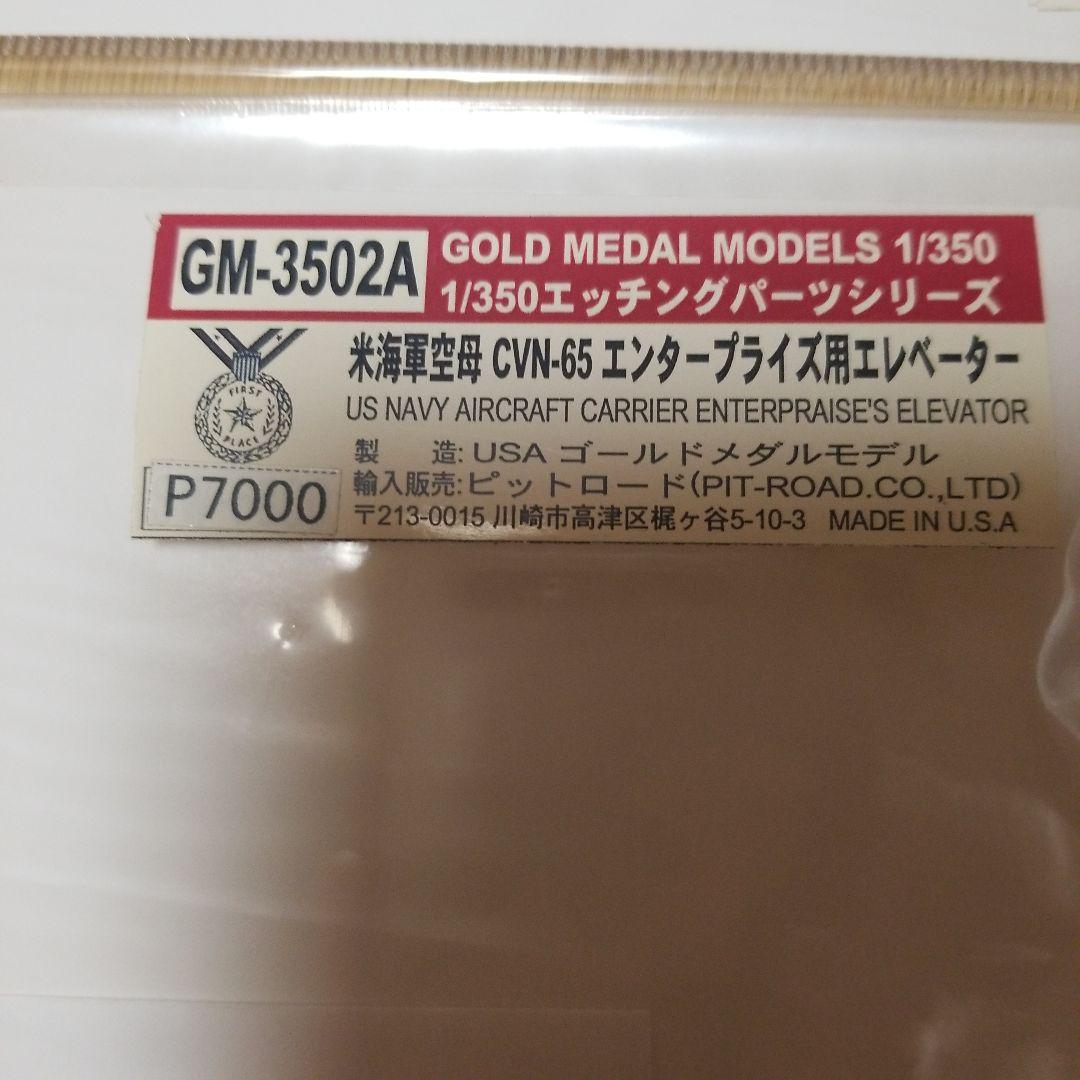 GM-3502A
GOLD MEDAL MODELS 1/350
1/350エッチングパーツシリーズ
FIRST
PLACE
米海軍空母 CVN-65 エンタープライズ用エレベーター
US NAVY AIRCRAFT CARRIER ENTERPRAISE'S ELEVATOR
製　造: USA ゴールドメダルモデル
P7000
輸入販売: ピットロード(PIT-ROAD.CO.,LTD)
〒213-0015 川崎市高津区梶ヶ谷5-10-3 MADE IN U.S.A